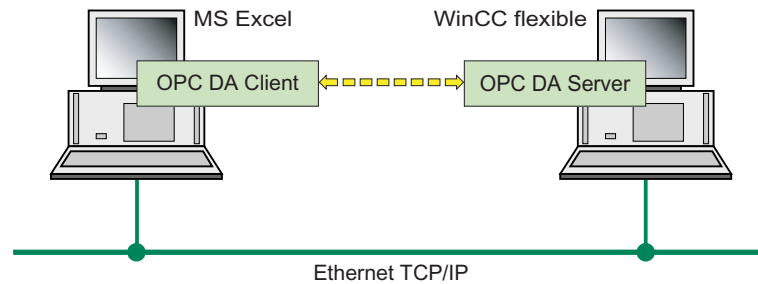 MS Excel
WinCC flexible
OPC DA Client
OPC DA Server
Ethernet TCP/IP